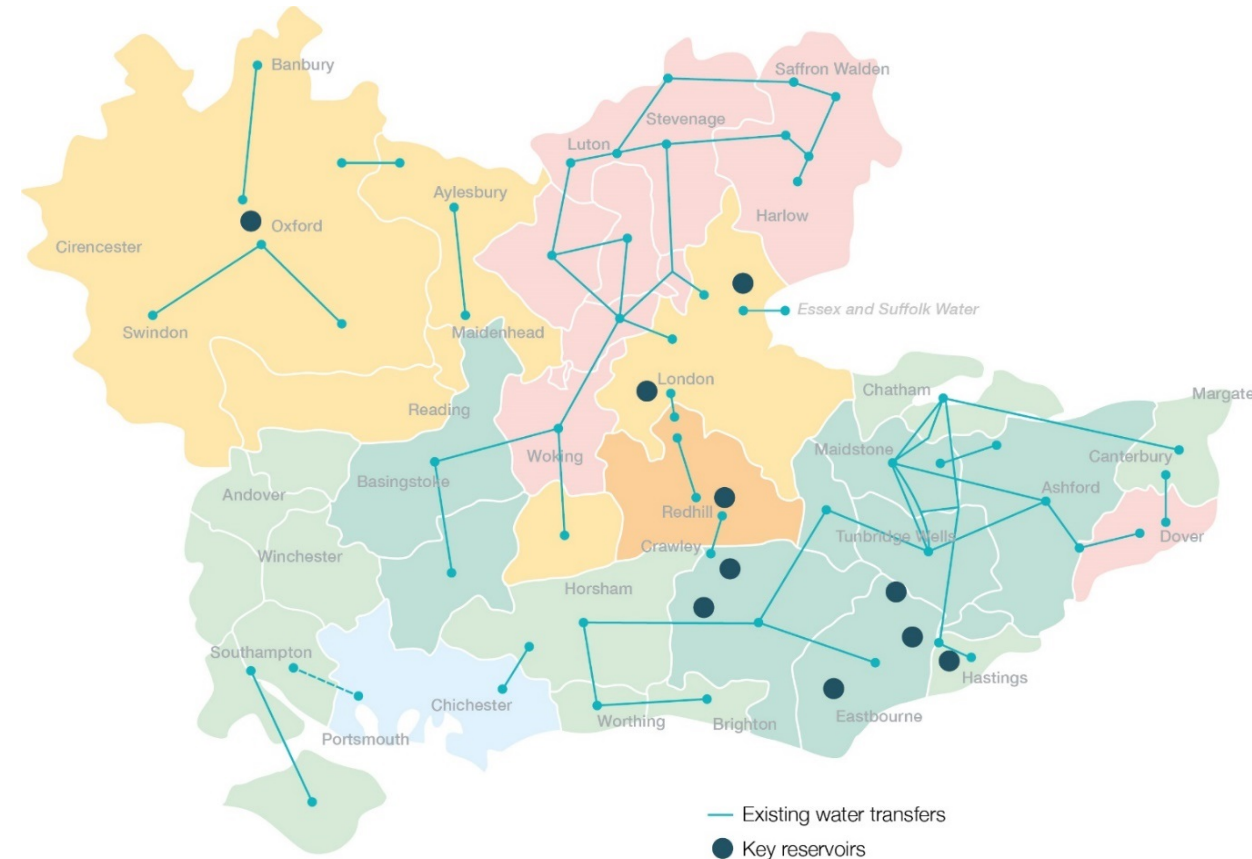 Banbury
Saffron Walden
Stevenage
Luton
Aylesbury
Harlow
Oxford
Cirencester
Essex and Suffolk Water
Swindon
Maidenhead
London
Chatham
Margate
Reading
Maidstone
Canterbury
Woking
Basingstoke
Ashford
Andover
Redhill
Tunbridge Wells
Dover
Crawley
Winchester
Horsham
Southampton
Hastings
Chichester
Eastbourne
Worthing
Brighton
Portsmouth
Existing water transfers
Key reservoirs